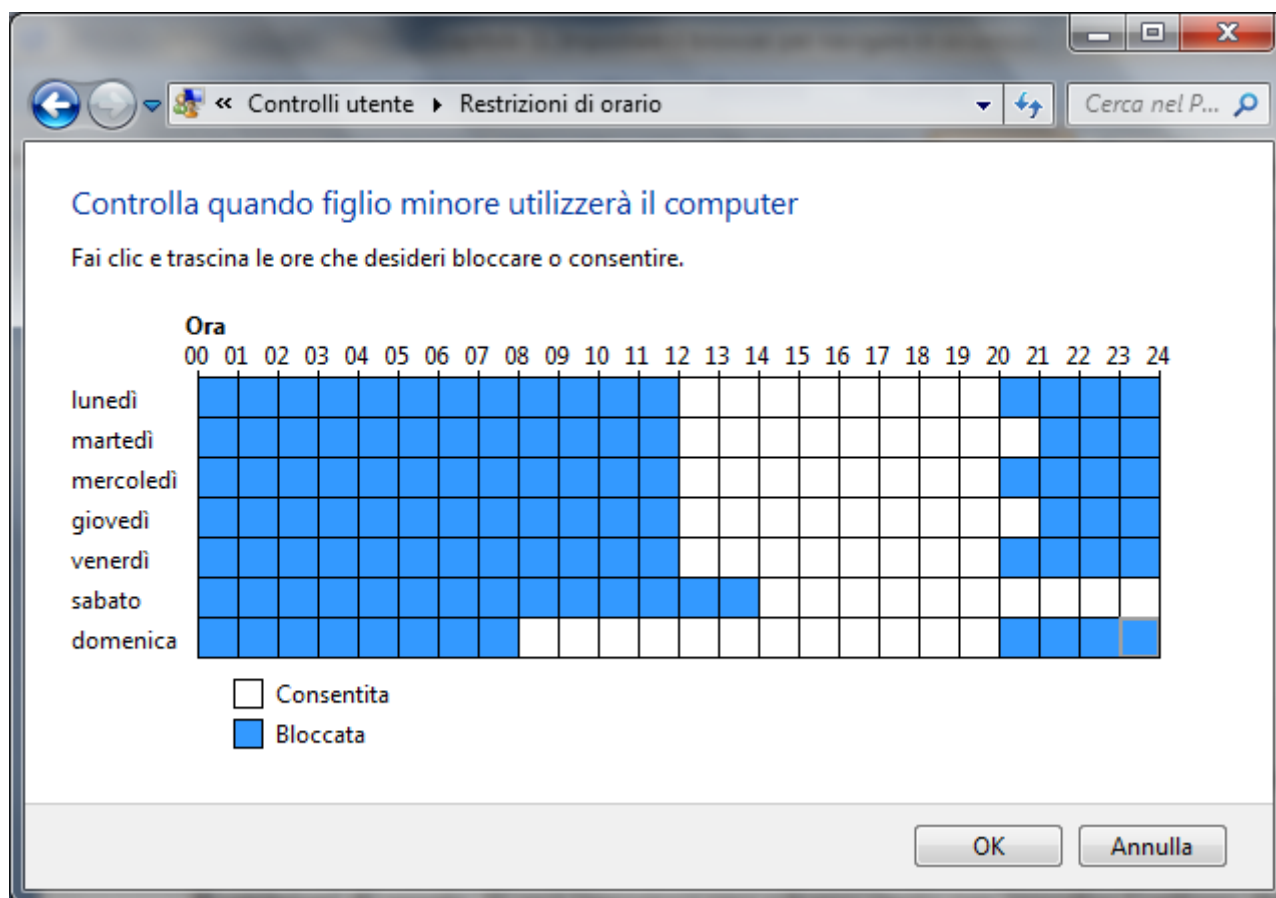 « Controlli utente Restrizioni di orario
Cerca nel P...
Controlla quando figlio minore utilizzerà il computer
Fai clic e trascina le ore che desideri bloccare o consentire.
Ora
00 01 02 03 04 05 06 07 08 09 10 11 12 13 14 15 16 17 18 19 20 21 22 23 24
lunedì
martedì
mercoledì
giovedì
venerdì
sabato
domenica
Consentita
Bloccata
OK
Annulla